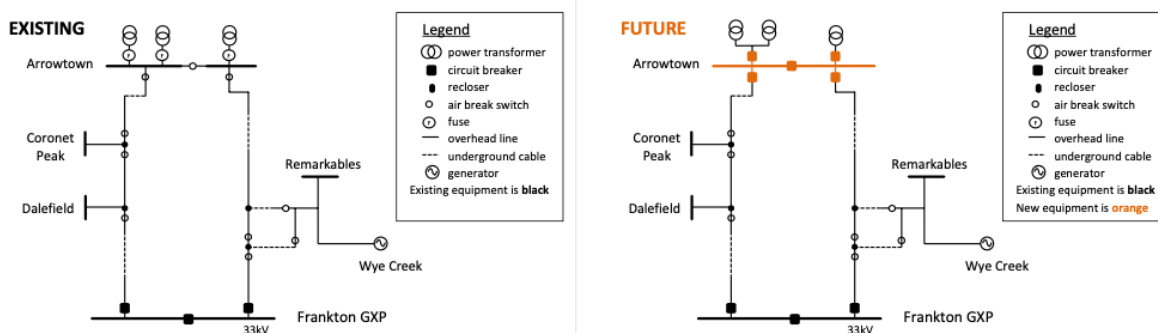 EXISTING
Arrowtown
Coronet
Peak
Dalefield
Remarkables
Wye Creek
Frankton GXP
33kV
Legend
power transformer
circuit breaker
recloser
air break switch
fuse
overhead line
underground cable
generator
Existing equipment is black
FUTURE
Arrowtown
Coronet
Peak
Dalefield
Remarkables
Wye Creek
Frankton GXP
33kV
Legend
power transformer
circuit breaker
recloser
air break switch
fuse
overhead line
underground cable
generator
Existing equipment is black
New equipment is orange